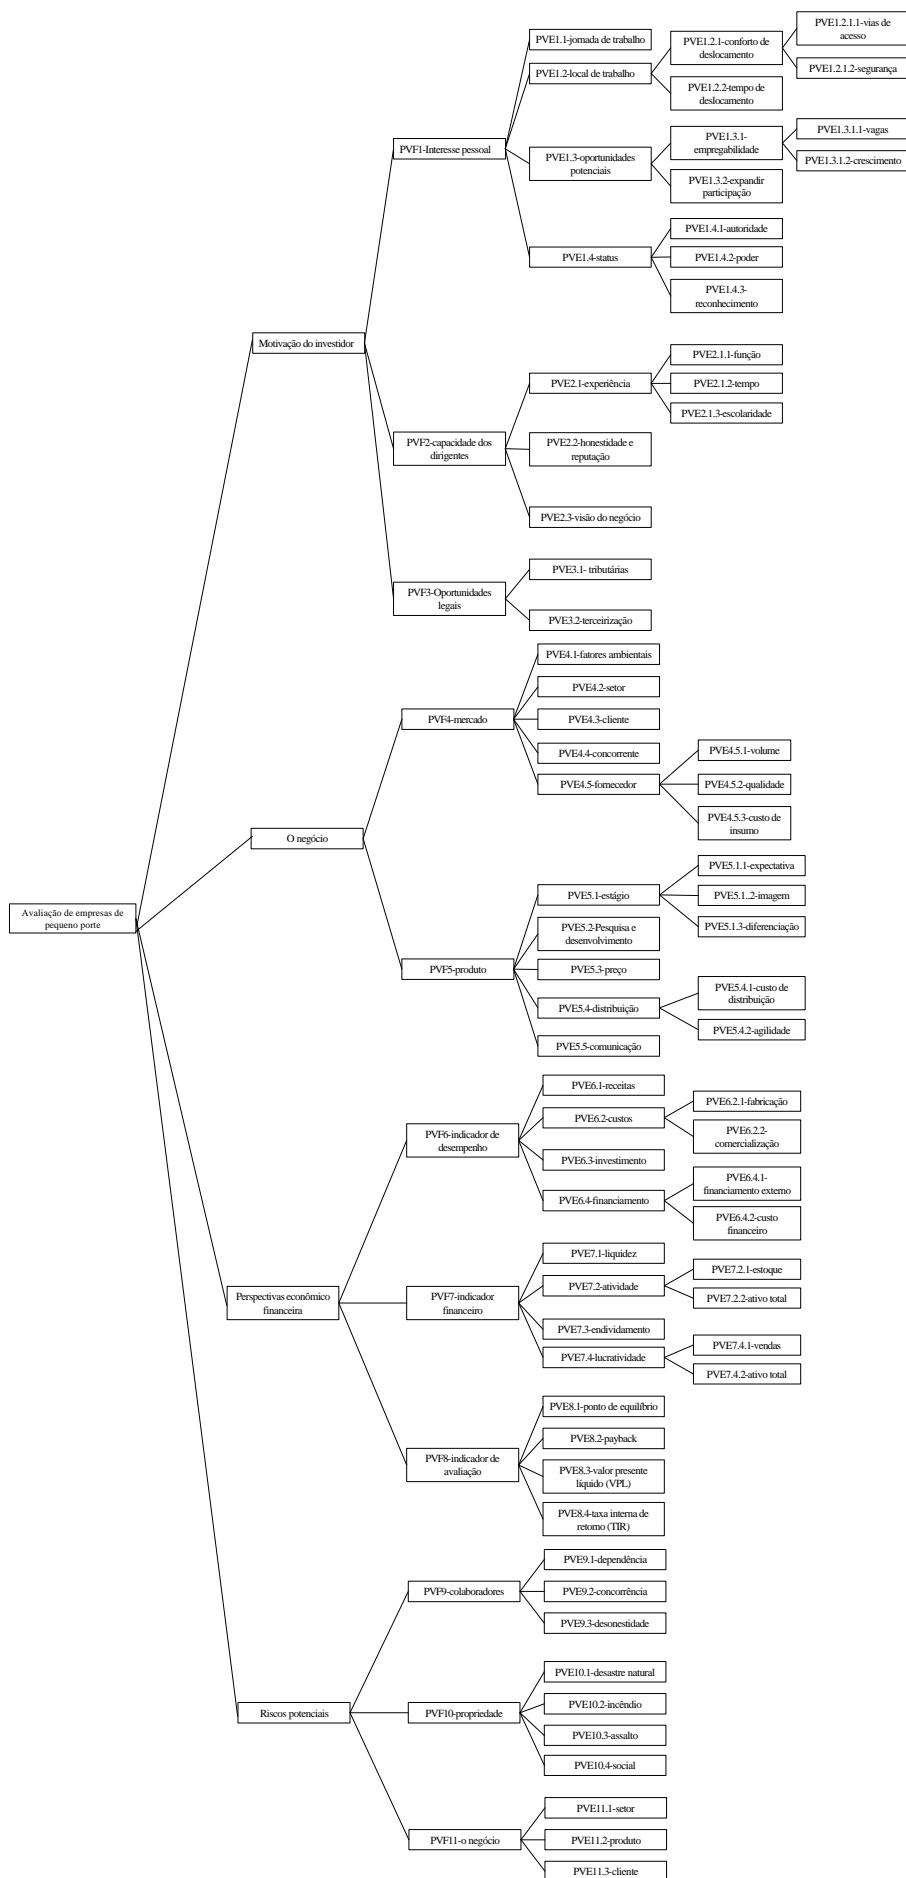 PVE1.2.1.1-vias de
acesso
PVE1.1-jornada de trabalho
PVE1.2.1-conforto de
deslocamento
PVE1.2.1.2-segurança
PVE1.2-local de trabalho
PVE1.2.2-tempo de
deslocamento
PVE1.3.1.1-vagas
PVE1.3.1-
empregabilidade
PVF1-Interesse pessoal
PVE1.3-oportunidades
potenciais
PVE1.3.1.2-crescimento
PVE1.3.2-expandir
participação
PVE1.4.1-autoridade
PVE1.4-status
PVE1.4.2-poder
PVE1.4.3-
reconhecimento
Motivação do investidor
PVE2.1.1-função
PVE2.1-experiência
PVE2.1.2-tempo
PVE2.1.3-escolaridade
PVF2-capacidade dos
dirigentes
PVE2.2-honestidade e
reputação
PVE2.3-visão do negócio
PVE3.1- tributárias
PVF3-Oportunidades
legais
PVE3.2-terceirização
PVE4.1-fatores ambientais
PVE4.2-setor
PVF4-mercado
PVE4.3-cliente
PVE4.4-concorrente
PVE4.5.1-volume
PVE4.5-fornecedor
PVE4.5.2-qualidade
PVE4.5.3-custo de
insumo
O negócio
PVE5.1.1-expectativa
PVE5.1-estágio
PVE5.1..2-imagem
PVE5.1.3-diferenciação
Avaliação de empresas de
pequeno porte
PVE5.2-Pesquisa e
desenvolvimento
PVF5-produto
PVE5.3-preço
PVE5.4.1-custo de
distribuição
PVE5.4-distribuição
PVE5.4.2-agilidade
PVE5.5-comunicação
PVE6.1-receitas
PVE6.2.1-fabricação
PVE6.2-custos
PVE6.2.2-
comercialização
PVF6-indicador de
desempenho
PVE6.3-investimento
PVE6.4.1-
financiamento externo
PVE6.4-financiamento
PVE6.4.2-custo
financeiro
PVE7.1-liquidez
PVE7.2.1-estoque
PVE7.2-atividade
PVE7.2.2-ativo total
Perspectivas econômico
financeira
PVF7-indicador
financeiro
PVE7.3-endividamento
PVE7.4.1-vendas
PVE7.4-lucratividade
PVE7.4.2-ativo total
PVE8.1-ponto de equilíbrio
PVE8.2-payback
PVF8-indicador de
avaliação
PVE8.3-valor presente
líquido (VPL)
PVE8.4-taxa interna de
retorno (TIR)
PVE9.1-dependência
PVF9-colaboradores
PVE9.2-concorrência
PVE9.3-desonestidade
PVE10.1-desastre natural
PVE10.2-incêndio
Riscos potenciais
PVF10-propriedade
PVE10.3-assalto
PVE10.4-social
PVE11.1-setor
PVF11-o negócio
PVE11.2-produto
PVE11.3-cliente